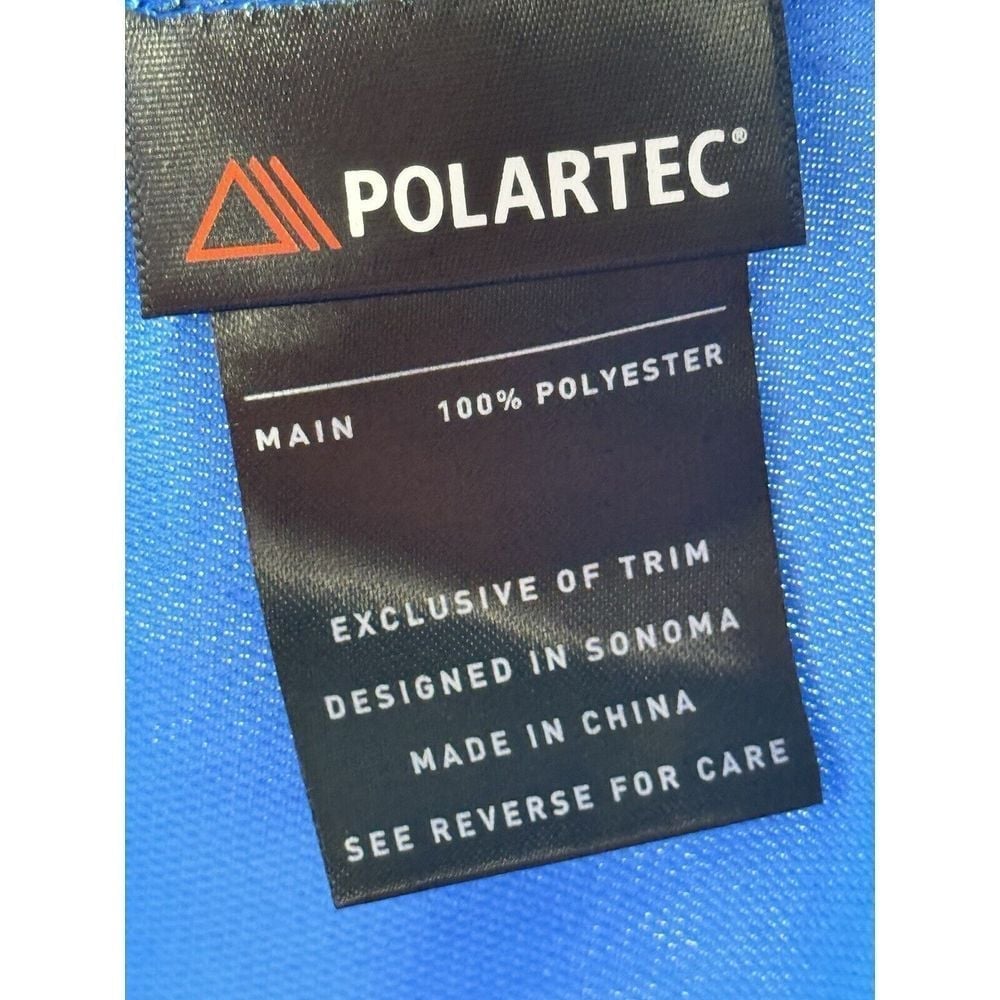 POLARTEC®
MAIN 100% POLYESTER
EXCLUSIVE OF TRIM
DESIGNED IN SONOMA
MADE IN CHINA
SEE REVERSE FOR CARE